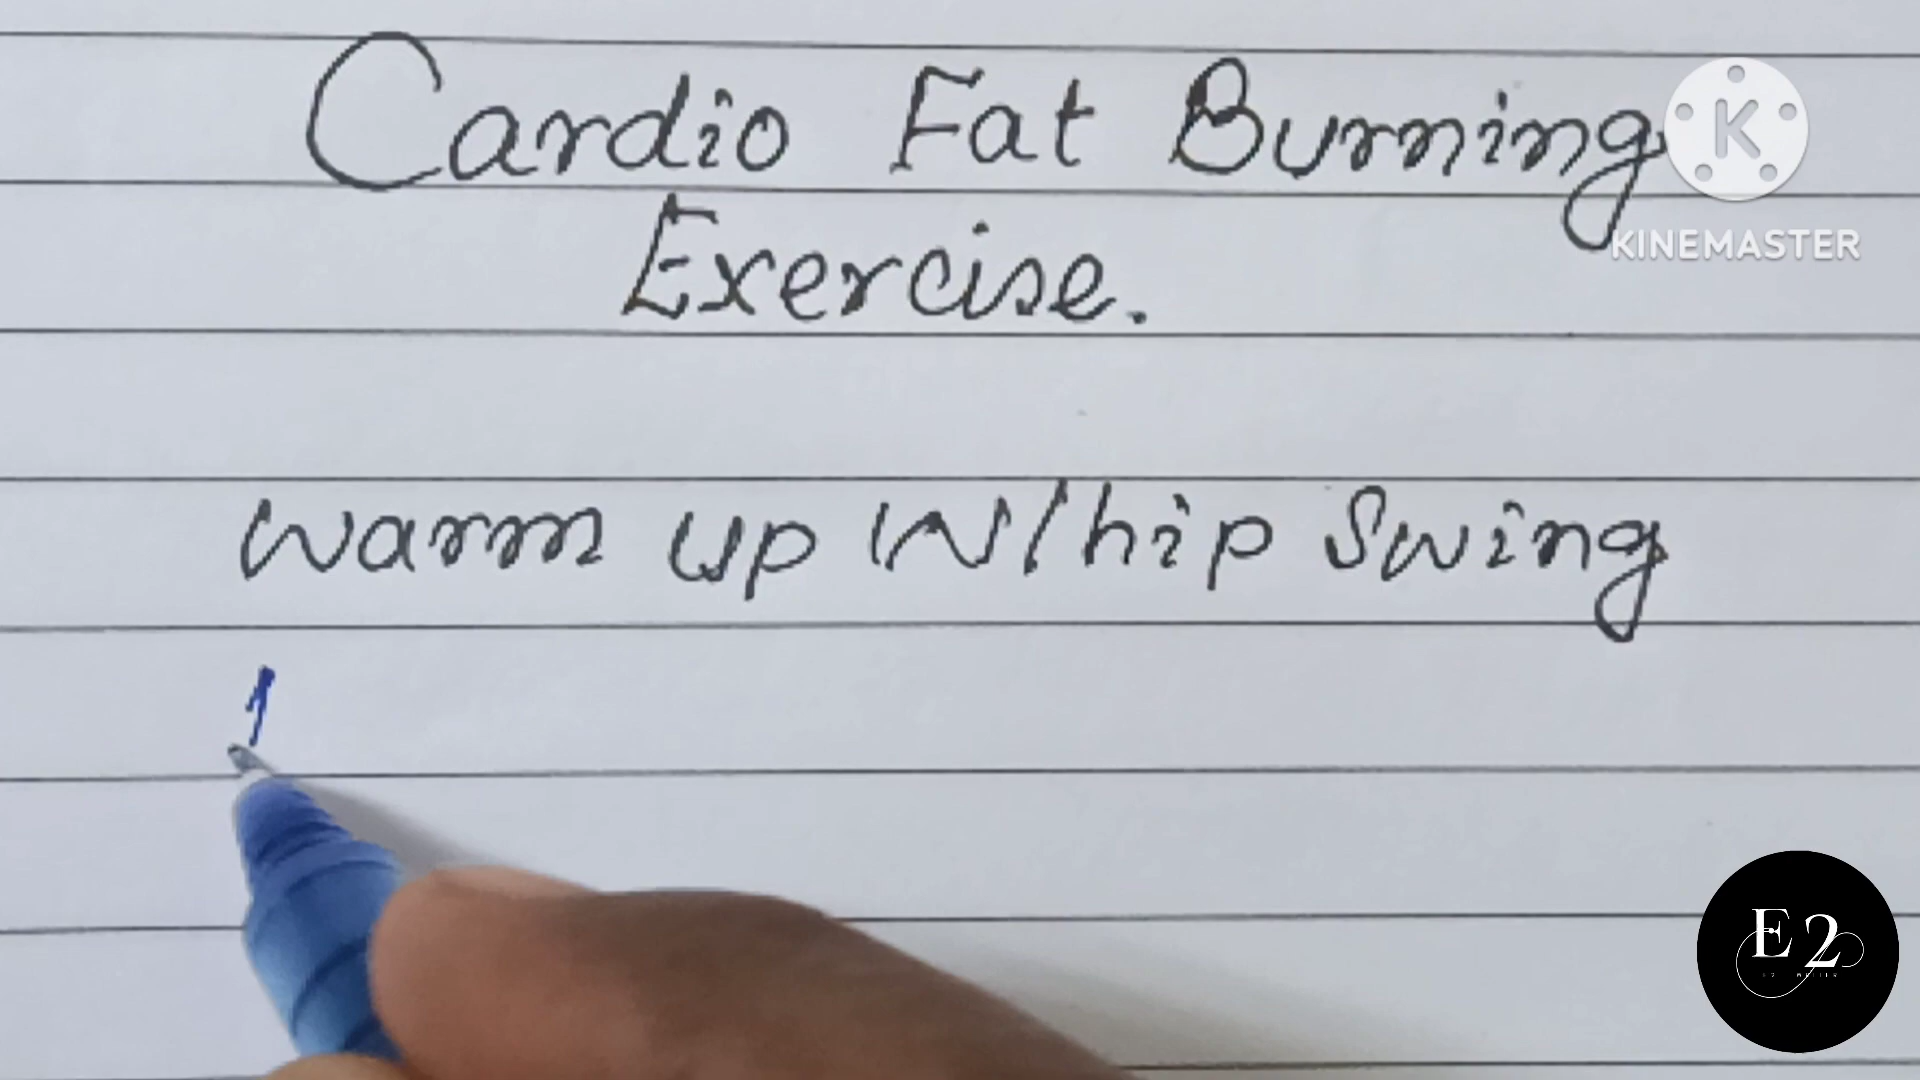 Cardio Fat Burning
Exercise.
KINEMASTER
Warm up W/hip Swing
1
E2